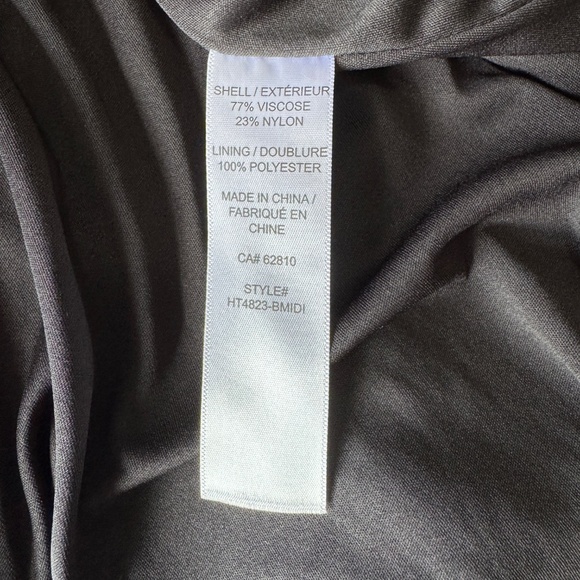 SHELL / EXTÉRIEUR
77% VISCOSE
23% NYLON
LINING / DOUBLURE
100% POLYESTER
MADE IN CHINA /
FABRIQUÉ EN
CHINE
CA# 62810
STYLE#
HT4823-BMIDI